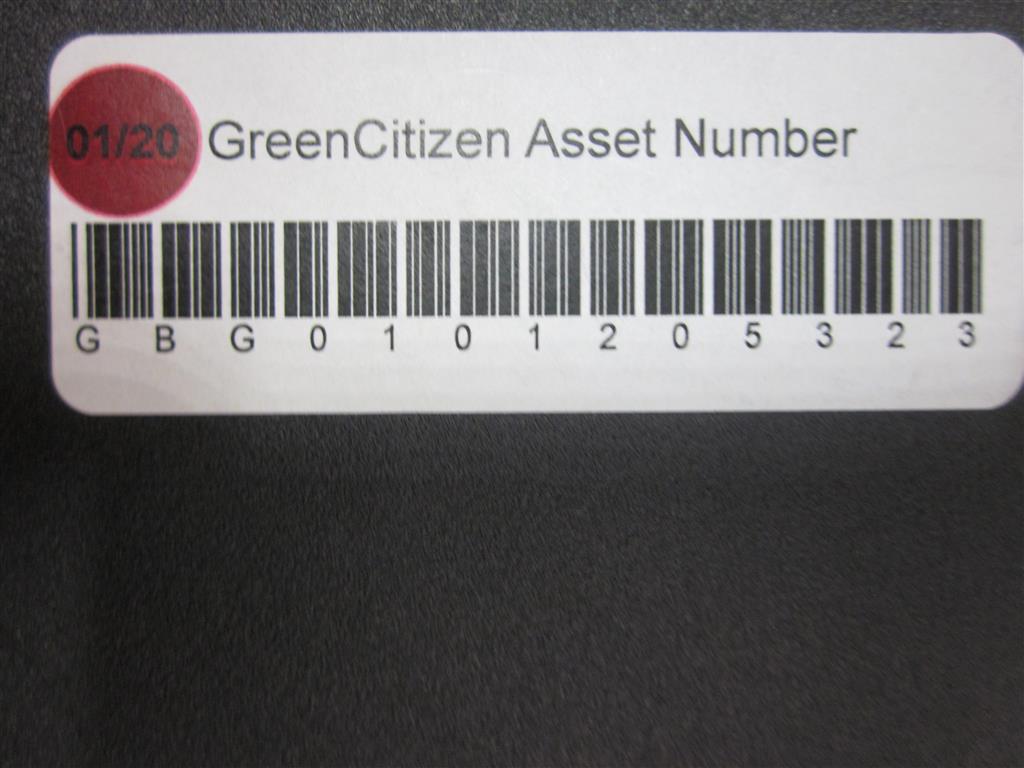 01/20 GreenCitizen Asset Number
G B G 0 1 0 1 2 0 5 3 2 3